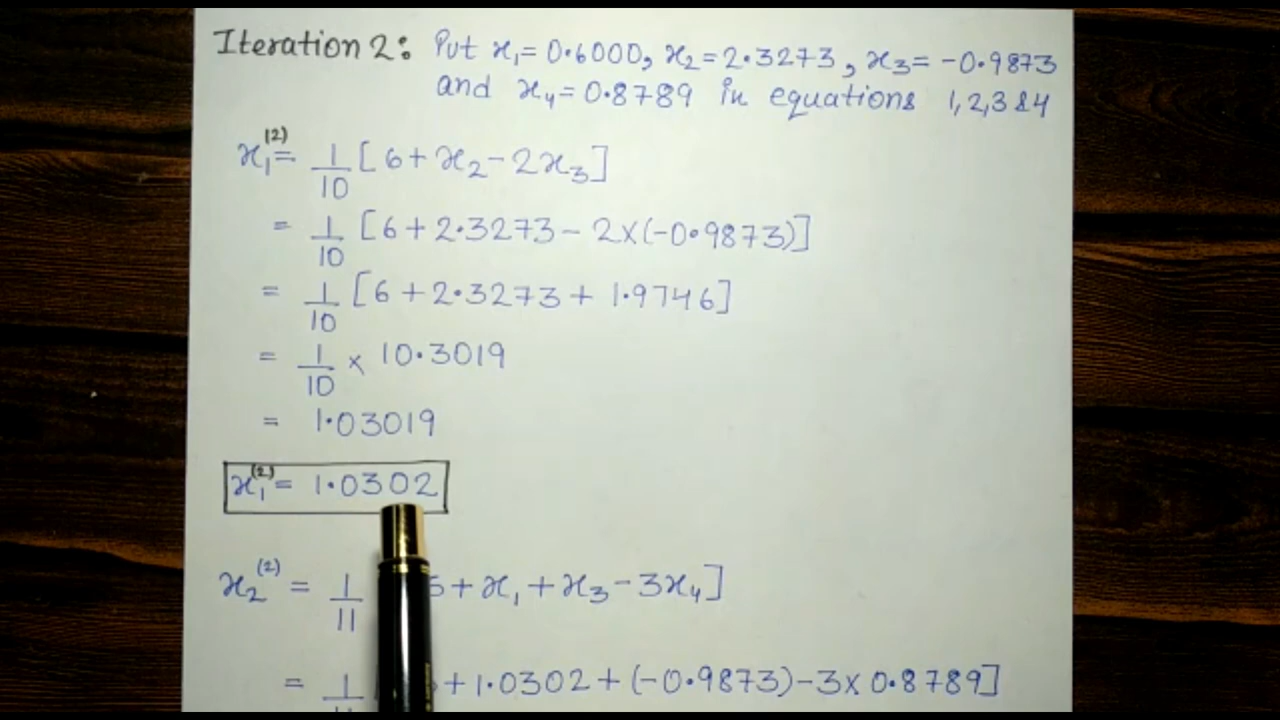 Iteration 2: Put x₁ = 0.6000, x₂ = 2.3273, x₃ = -0.9873
and x₄ = 0.8789 in equations 1, 2, 3 & 4
x₁⁽²⁾ = 1/10 [6 + x₂ - 2x₃]
= 1/10 [6 + 2.3273 - 2×(-0.9873)]
= 1/10 [6 + 2.3273 + 1.9746]
= 1/10 × 10.3019
= 1.03019
x₁⁽²⁾ = 1.0302
x₂⁽²⁾ = 1/11 5 + x₁ + x₃ - 3x₄]
= 1/11 + 1.0302 + (-0.9873) - 3×0.8789]